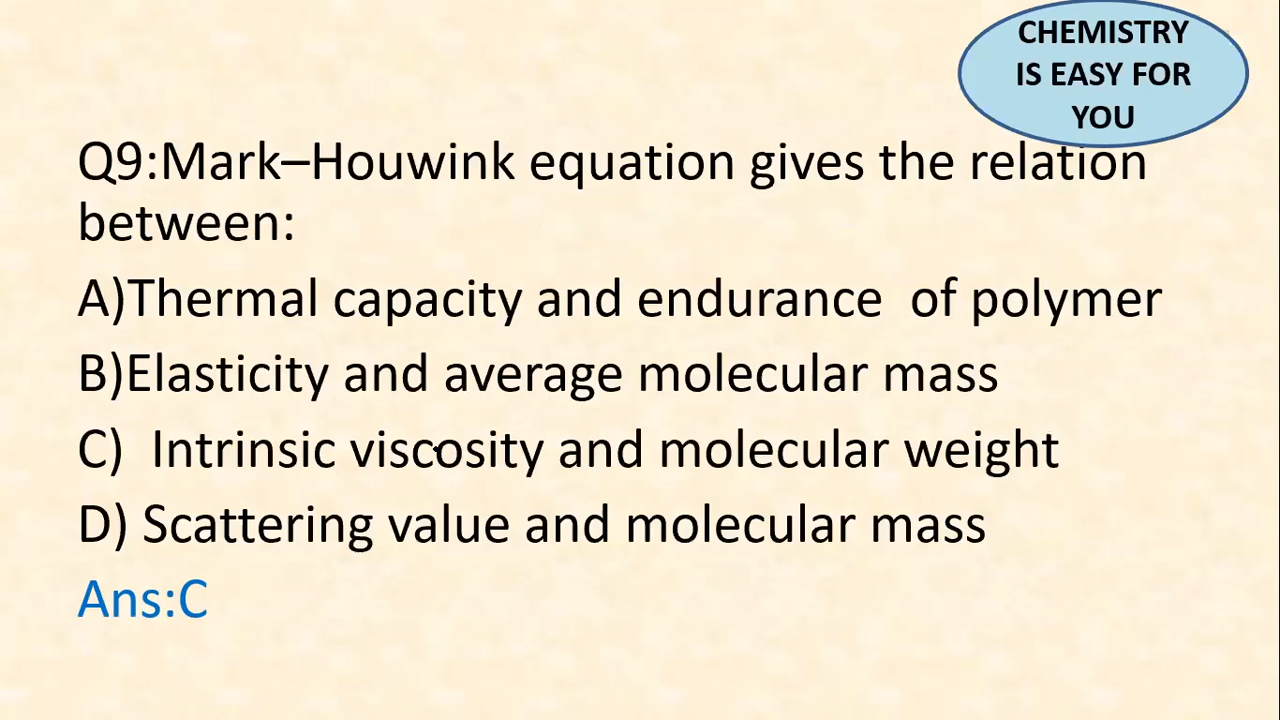 CHEMISTRY
IS EASY FOR
YOU
Q9:Mark–Houwink equation gives the relation
between:
A)Thermal capacity and endurance  of polymer
B)Elasticity and average molecular mass
C)  Intrinsic viscosity and molecular weight
D) Scattering value and molecular mass
Ans:C